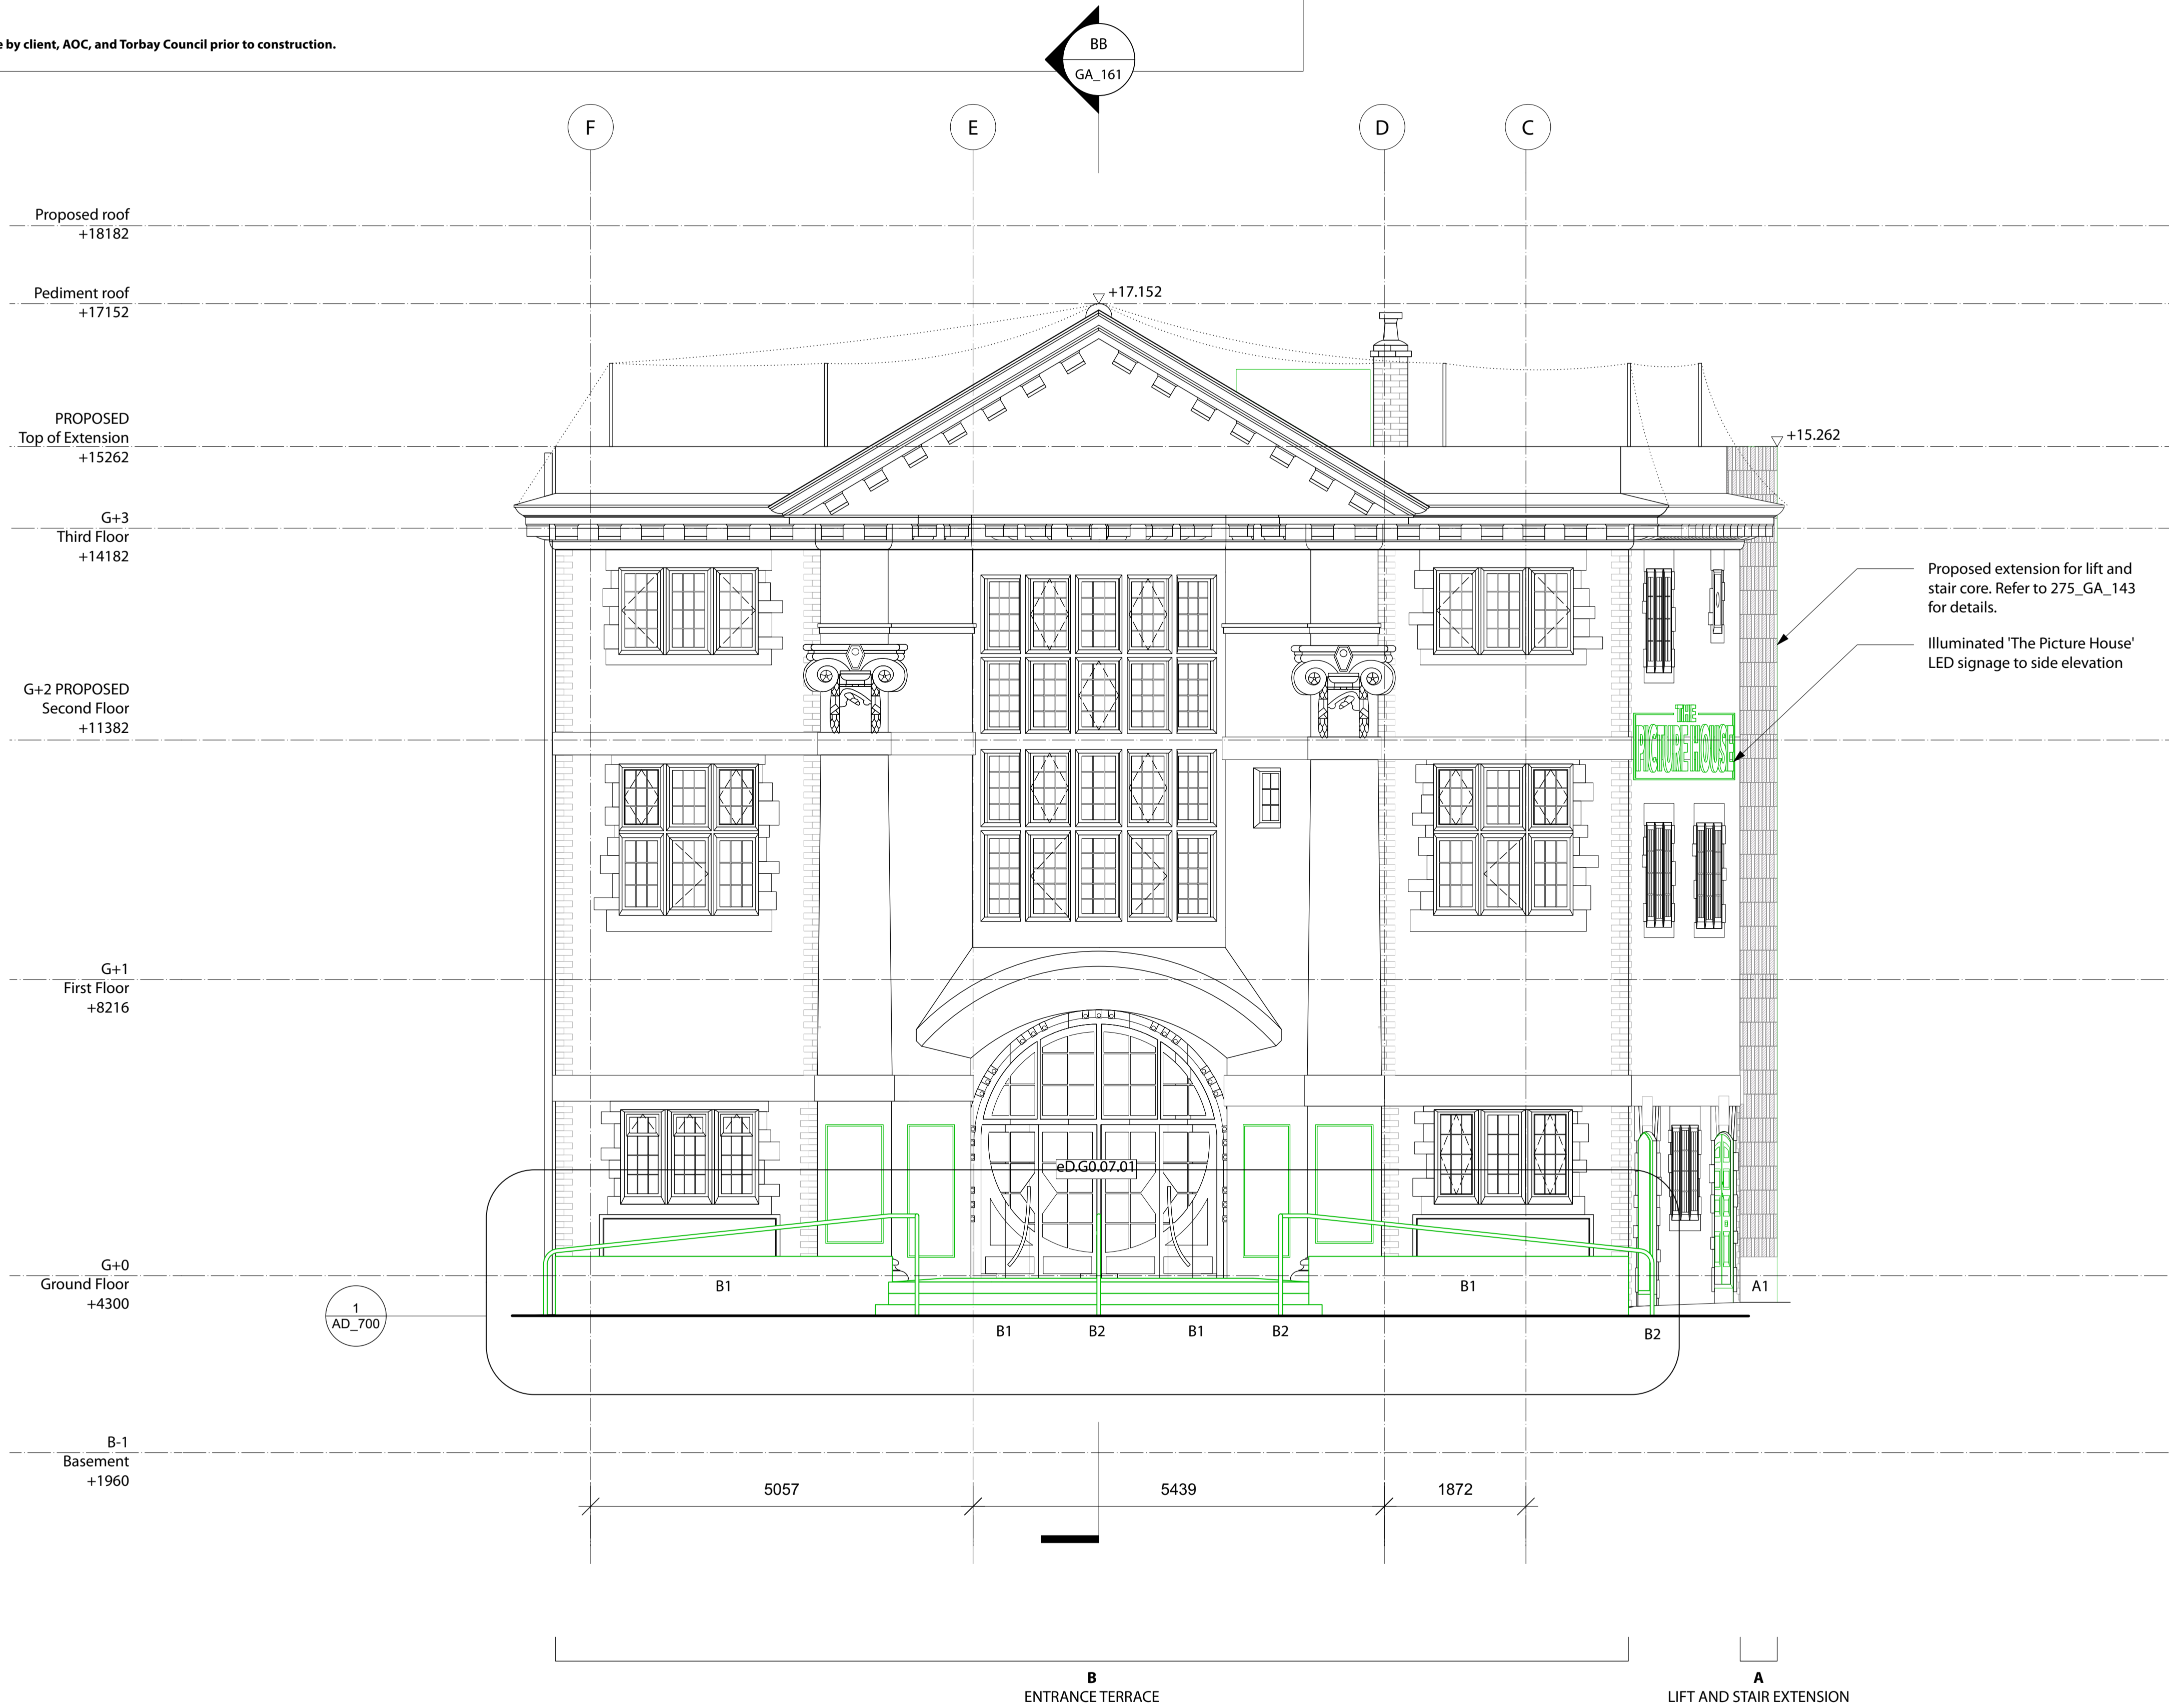 e by client, AOC, and Torbay Council prior to construction.
BB
GA_161
F
E
D
C
Proposed roof
+18182
Pediment roof
+17152
+17.152
PROPOSED
Top of Extension
+15262
+15.262
G+3
Third Floor
+14182
Proposed extension for lift and
stair core. Refer to 275_GA_143
for details.
Illuminated 'The Picture House'
LED signage to side elevation
G+2 PROPOSED
Second Floor
+11382
THE
PICTURE HOUSE
G+1
First Floor
+8216
eD.G0.07.01
G+0
Ground Floor
+4300
B1
B1
A1
1
AD_700
B1
B2
B1
B2
B2
B-1
Basement
+1960
5057
5439
1872
B
ENTRANCE TERRACE
A
LIFT AND STAIR EXTENSION